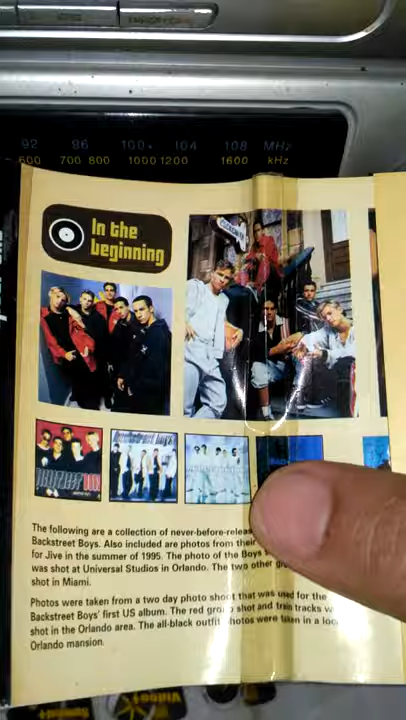 92 96 100 104 108 MHz
600 700 800 1000 1200 1600 kHz
In the
beginning
backstreet boys
The following are a collection of
Backstreet Boys. Also included are photos from their
for Jive in the summer of 1995. The photo of the Boys
was shot at Universal Studios in Orlando. The two other
shot in Miami.
Photos were taken from a two day photo shoot that was used for the
Backstreet Boys' first US album. The red group shot and train tracks
shot in the Orlando area. The all-black outfit photos were taken in a
Orlando mansion.